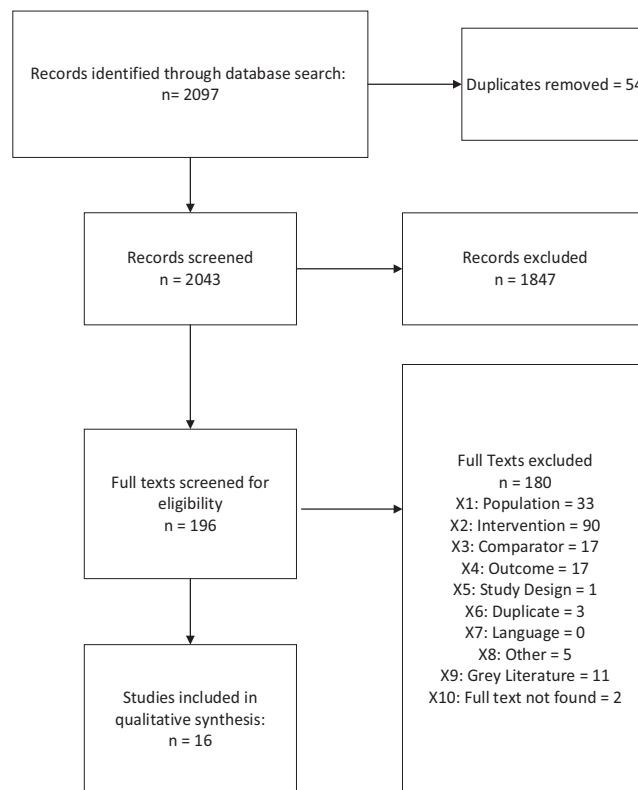 Records identified through database search:
n= 2097
Duplicates removed = 54
Records screened
n = 2043
Records excluded
n = 1847
Full texts screened for
eligibility
n = 196
Full Texts excluded
n = 180
X1: Population = 33
X2: Intervention = 90
X3: Comparator = 17
X4: Outcome = 17
X5: Study Design = 1
X6: Duplicate = 3
X7: Language = 0
X8: Other = 5
X9: Grey Literature = 11
X10: Full text not found = 2
Studies included in
qualitative synthesis:
n = 16